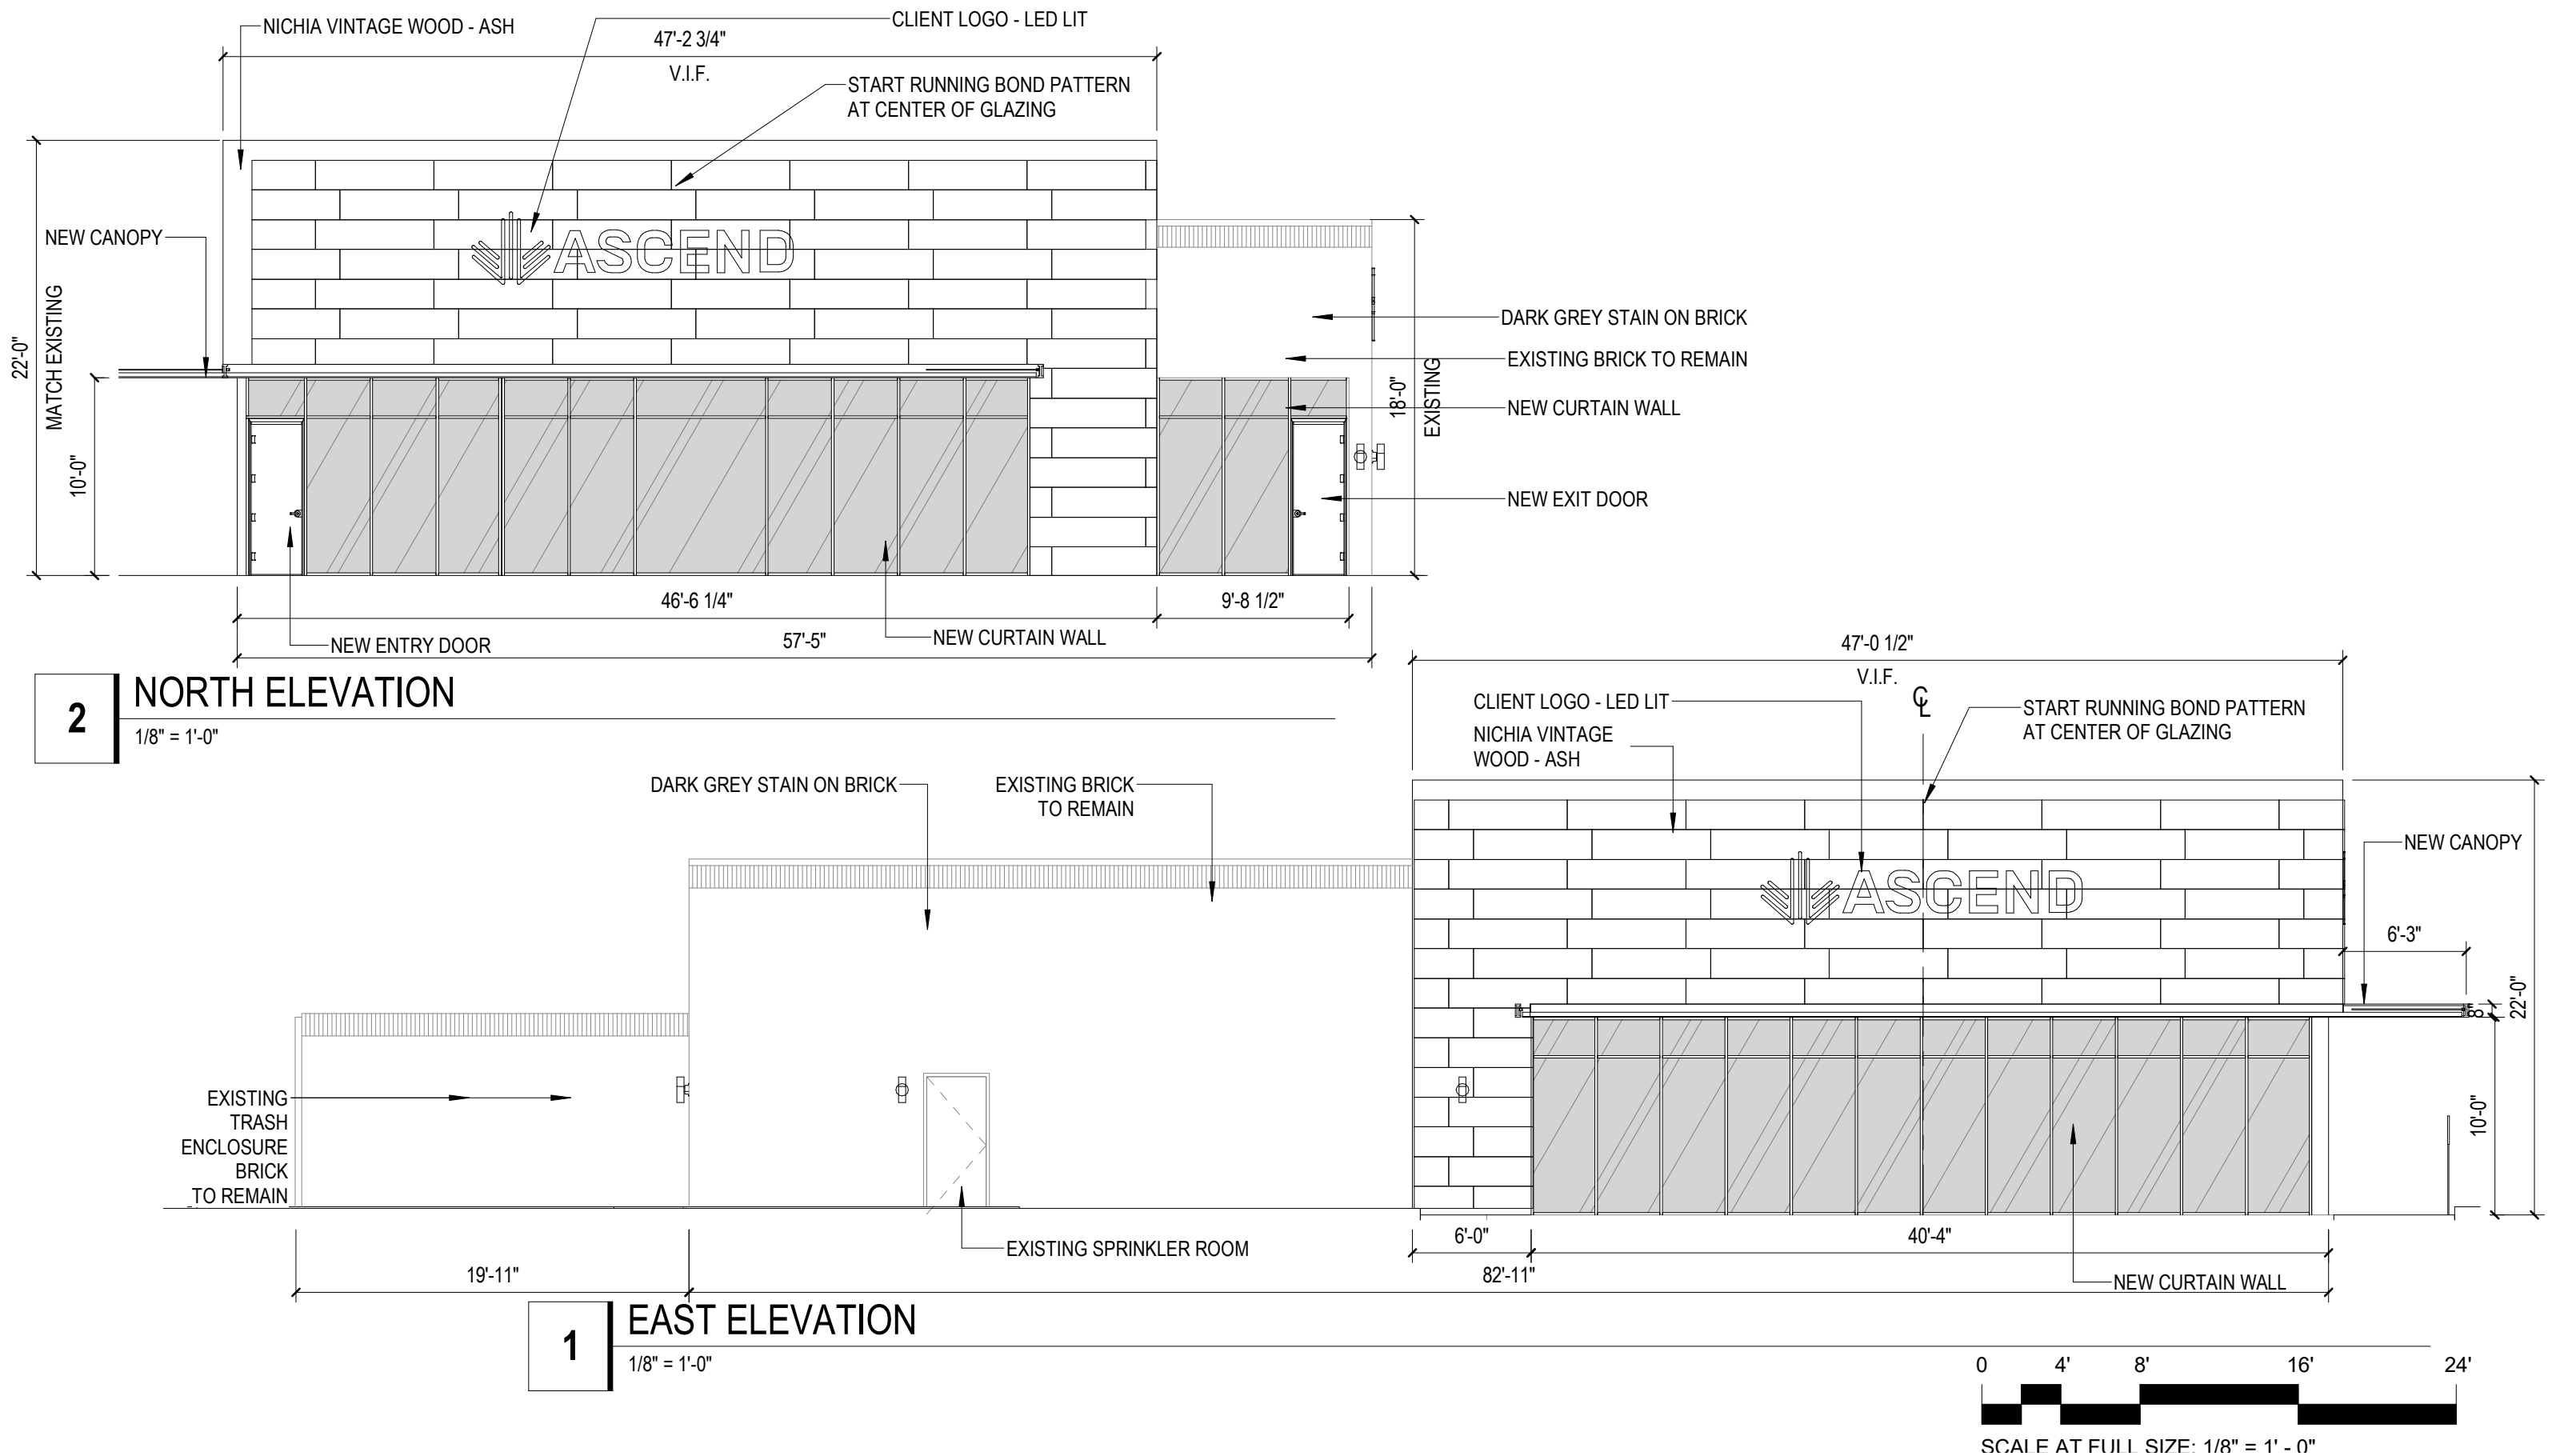 NICHIA VINTAGE WOOD - ASH
CLIENT LOGO - LED LIT
47'-2 3/4"
V.I.F.
START RUNNING BOND PATTERN
AT CENTER OF GLAZING
NEW CANOPY
ASCEND
22'-0"
MATCH EXISTING
10'-0"
DARK GREY STAIN ON BRICK
EXISTING BRICK TO REMAIN
18'-0"
EXISTING
NEW CURTAIN WALL
NEW EXIT DOOR
46'-6 1/4"
9'-8 1/2"
NEW ENTRY DOOR
57'-5"
NEW CURTAIN WALL
2
NORTH ELEVATION
1/8" = 1'-0"
47'-0 1/2"
V.I.F.
CL
CLIENT LOGO - LED LIT
NICHIA VINTAGE
WOOD - ASH
START RUNNING BOND PATTERN
AT CENTER OF GLAZING
DARK GREY STAIN ON BRICK
EXISTING BRICK
TO REMAIN
NEW CANOPY
ASCEND
6'-3"
8"
22'-0"
10'-0"
EXISTING
TRASH
ENCLOSURE
BRICK
TO REMAIN
EXISTING SPRINKLER ROOM
6'-0"
40'-4"
19'-11"
82'-11"
NEW CURTAIN WALL
1
EAST ELEVATION
1/8" = 1'-0"
0 4' 8' 16' 24'
SCALE AT FULL SIZE: 1/8" = 1' - 0"